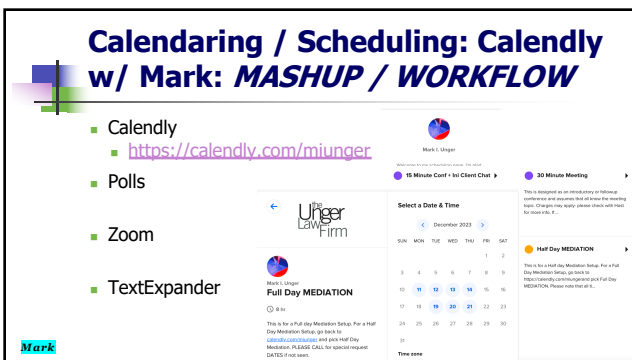 Calendaring / Scheduling: Calendly
w/ Mark: MASHUP / WORKFLOW
Calendly
https://calendly.com/miunger
Polls
Zoom
TextExpander
Mark
the
Unger
Law Firm
Mark I. Unger
Full Day MEDIATION
8 hr
This is for a Full day Mediation Setup. For a Half
Day Mediation Setup, go back to
calendly.com/miunger and pick Half Day
Mediation. PLEASE CALL for special request
DATES if not seen.
Mark I. Unger
15 Minute Conf + Ini Client Chat
Select a Date & Time
December 2023
SUN MON TUE WED THU FRI SAT
1 2
3 4 5 6 7 8 9
10 11 12 13 14 15 16
17 18 19 20 21 22 23
24 25 26 27 28 29 30
31
Time zone
30 Minute Meeting
This is designed as an introductory or followup
conference and assumes that all know the meeting
topic. Charges may apply: please check with Host
for more info. If ...
Half Day MEDIATION
This is for a half day Mediation Setup. For a Full
Day Mediation Setup, go back to
https://calendly.com/miunger and pick Full Day
MEDIATION. Please note that all ti...